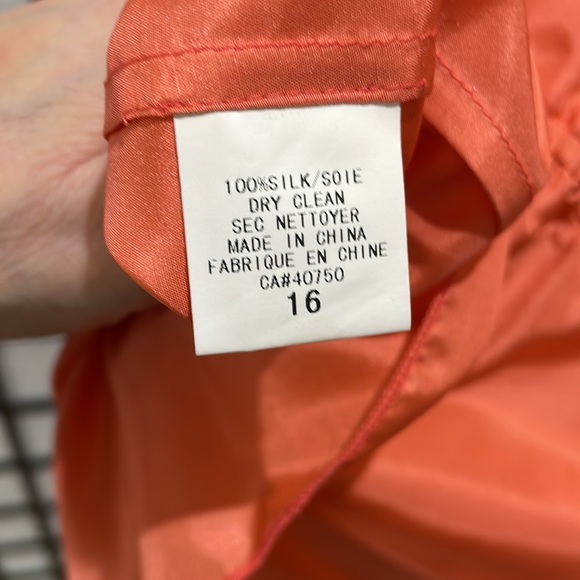 100%SILK/SOIE
DRY CLEAN
SEC NETTOYER
MADE IN CHINA
FABRIQUE EN CHINE
CA#40750
16